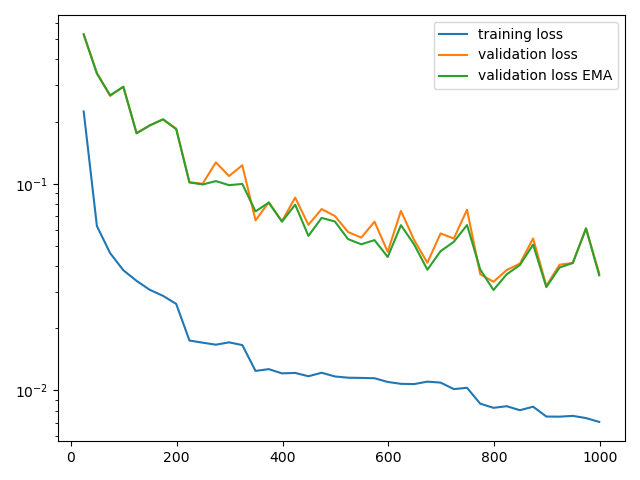 training loss
validation loss
validation loss EMA
10⁻¹
10⁻²
0 200 400 600 800 1000